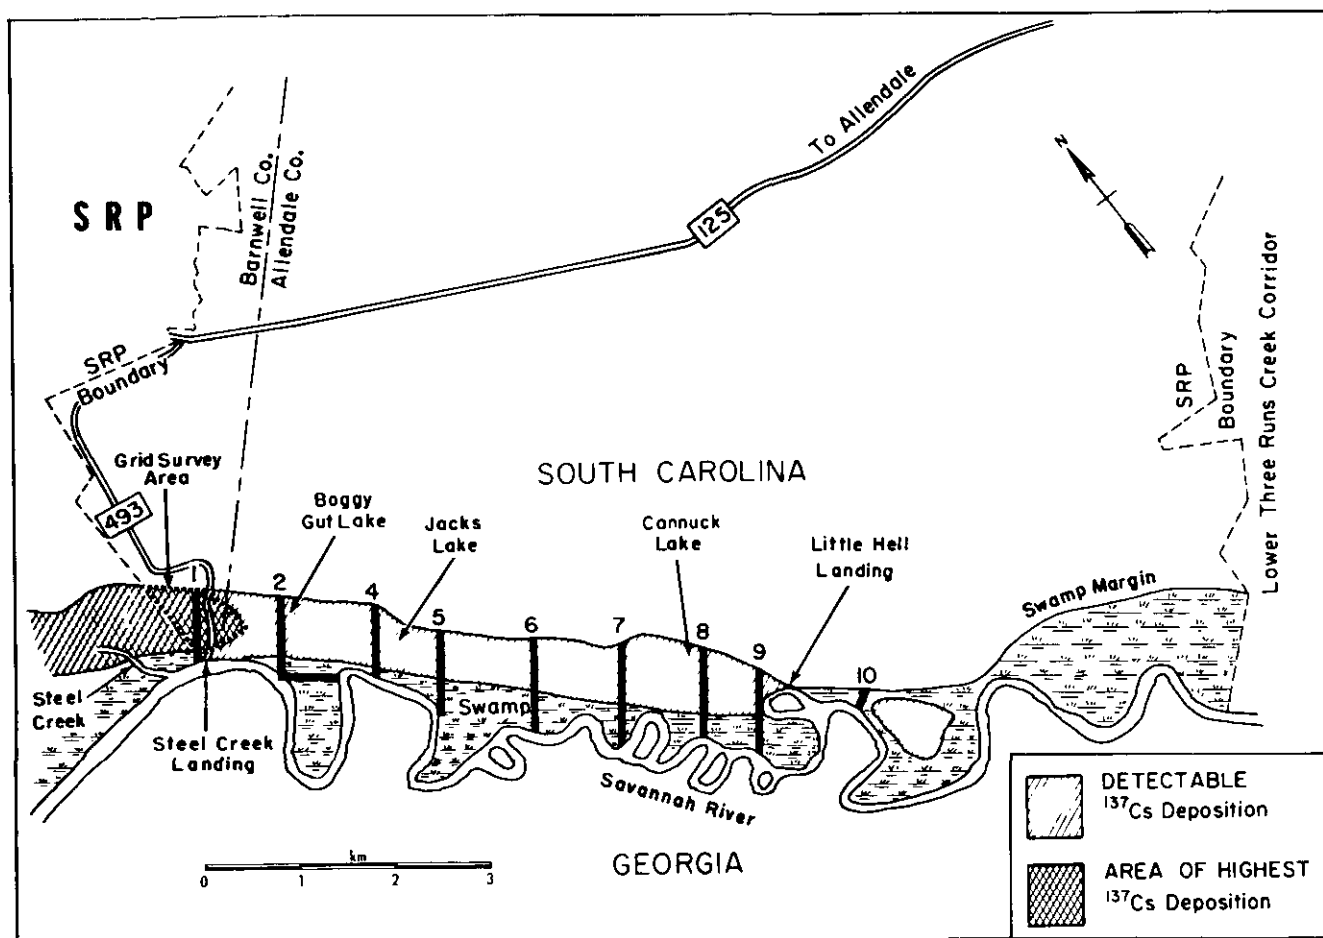 To Allendale
N
SRP
Barnwell Co.
Allendale Co.
125
SRP
Boundary
SRP
Boundary
Lower Three Runs Creek Corridor
Grid Survey
Area
493
SOUTH CAROLINA
Boggy
Gut Lake
Jacks
Lake
Cannuck
Lake
Little Hell
Landing
Swamp Margin
1
2
4
5
6
7
8
9
10
Steel
Creek
Swamp
Steel Creek
Landing
Savannah River
GEORGIA
km
0
1
2
3
DETECTABLE
137Cs Deposition
AREA OF HIGHEST
137Cs Deposition